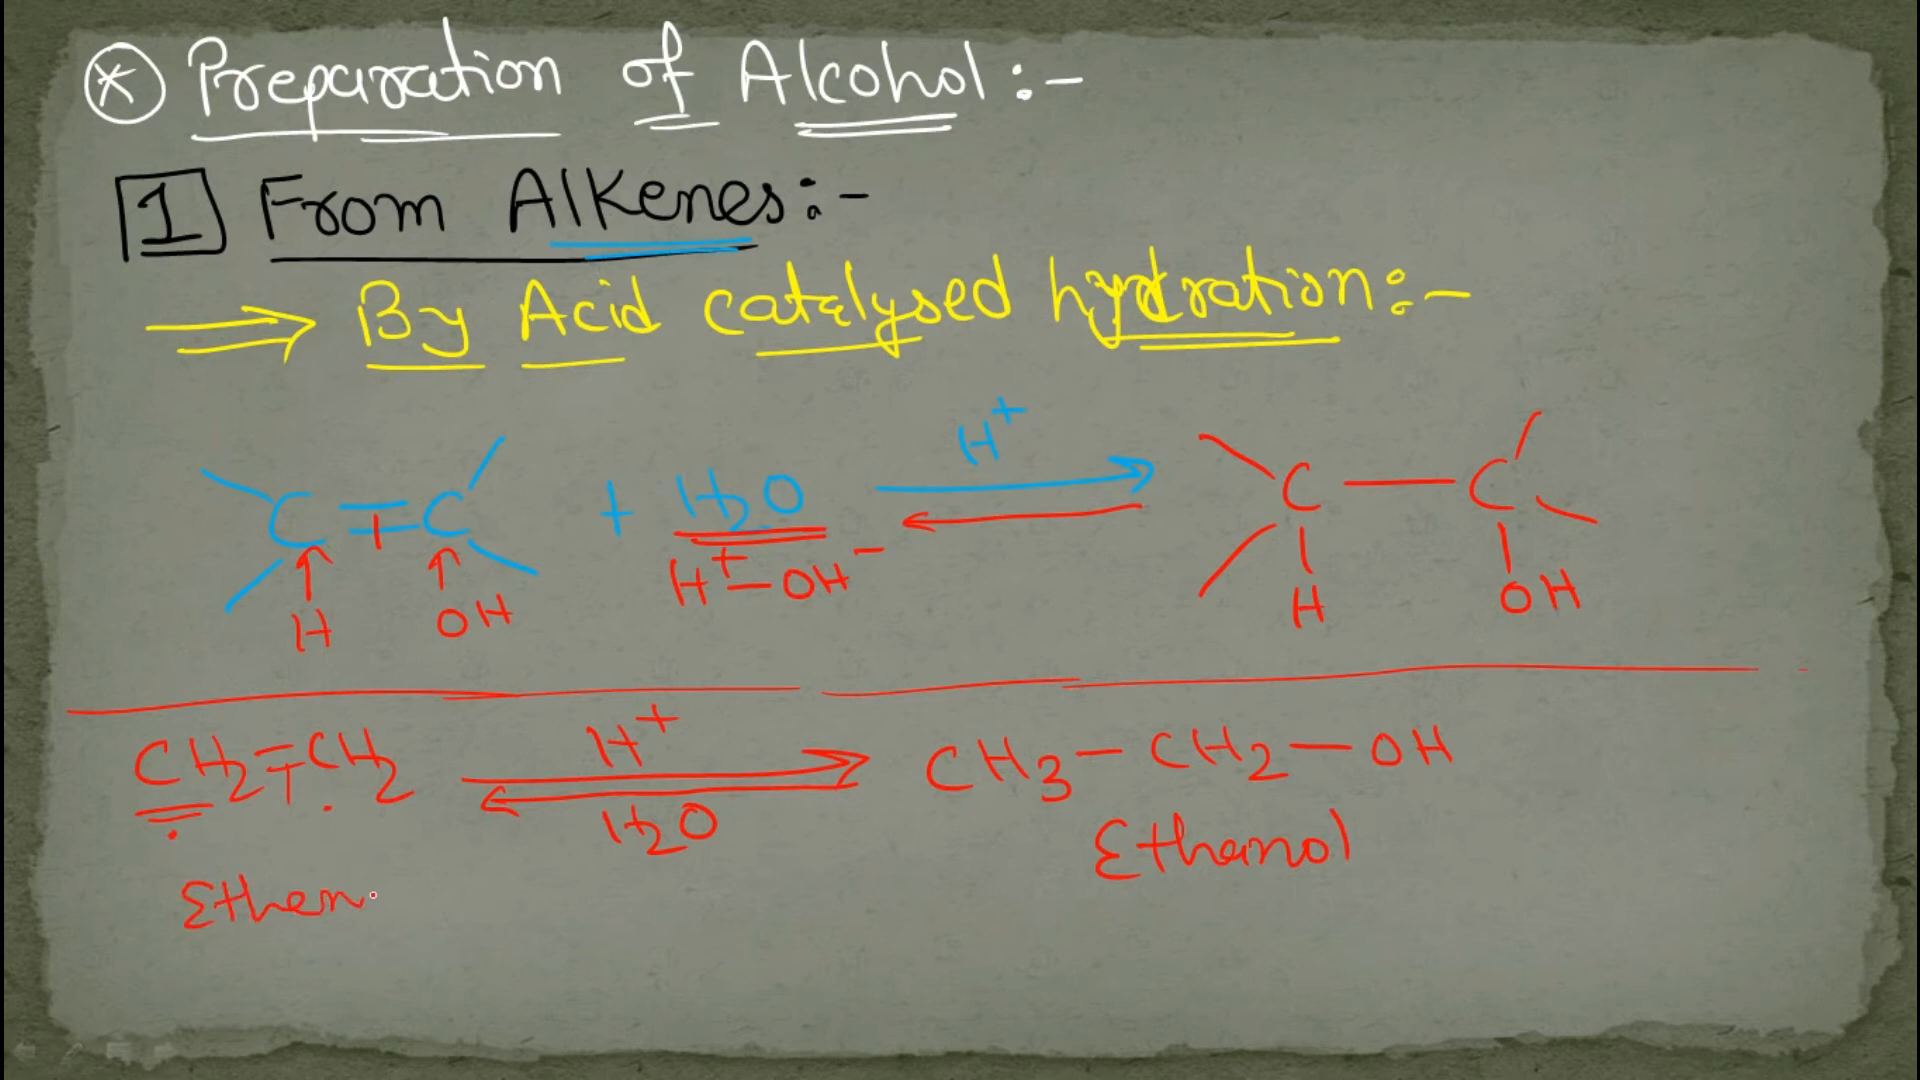 * Preparation of Alcohol:-
1 From Alkenes:-
⇒ By Acid catalysed hydration:-
C=C + H2O ⇌ H+ C—C
H OH H+—OH− H OH
CH2=CH2 ⇌ H+ H2O CH3—CH2—OH
Ethanol
Ethen